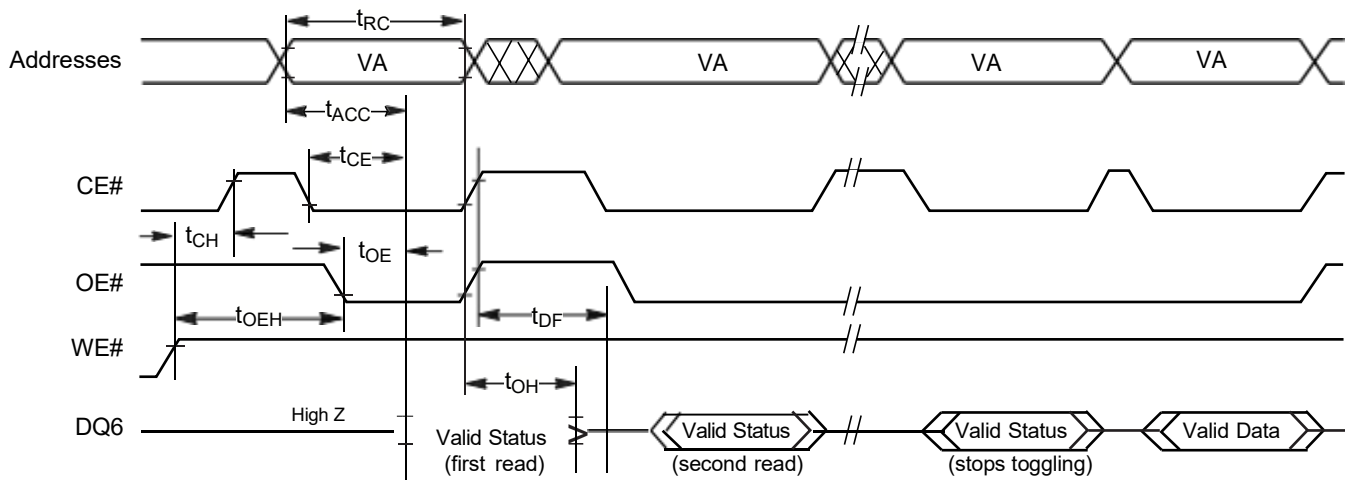 tRC
Addresses VA VA VA VA
tACC
tCE
CE#
tCH tOE
OE#
tOEH tDF
WE#
tOH
High Z
DQ6 Valid Status Valid Status Valid Status Valid Data
(first read) (second read) (stops toggling)